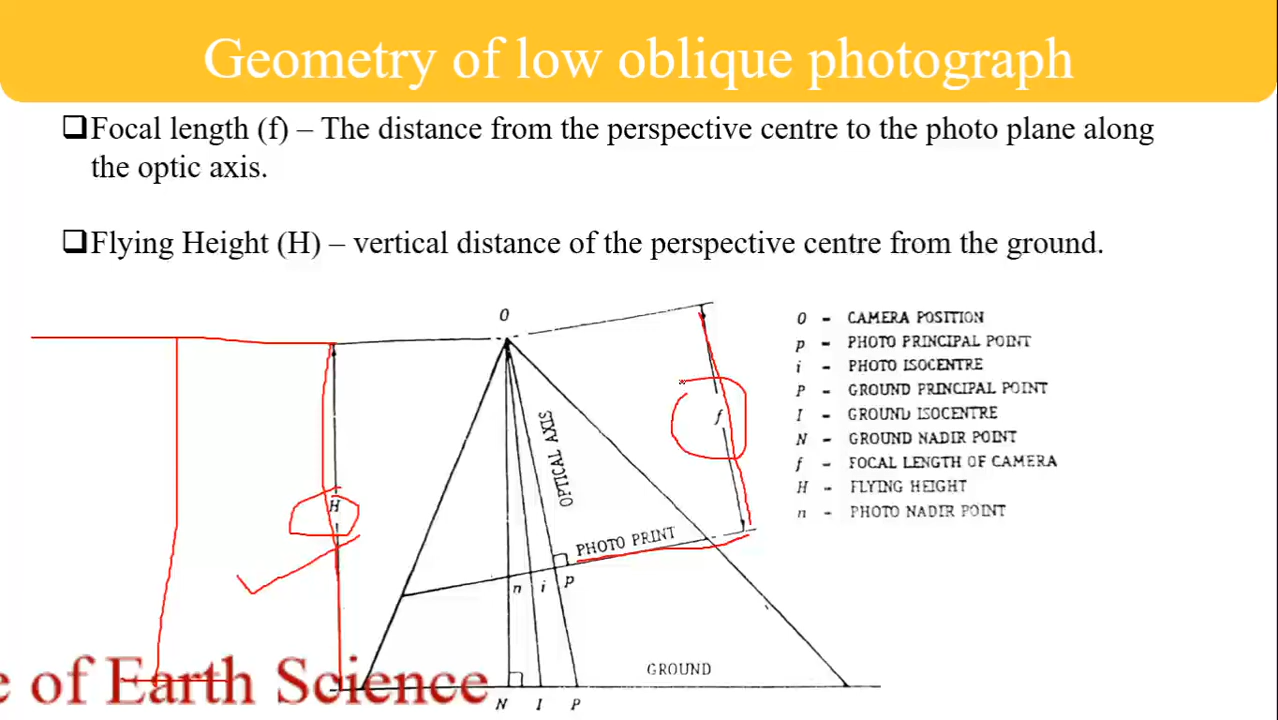 Geometry of low oblique photograph
❑Focal length (f) – The distance from the perspective centre to the photo plane along
the optic axis.
❑Flying Height (H) – vertical distance of the perspective centre from the ground.
O
O – CAMERA POSITION
p – PHOTO PRINCIPAL POINT
i – PHOTO ISOCENTRE
P – GROUND PRINCIPAL POINT
I – GROUND ISOCENTRE
N – GROUND NADIR POINT
f – FOCAL LENGTH OF CAMERA
H – FLYING HEIGHT
n – PHOTO NADIR POINT
f
OPTICAL AXIS
H
PHOTO PRINT
n i p
GROUND
e of Earth Science
N I P